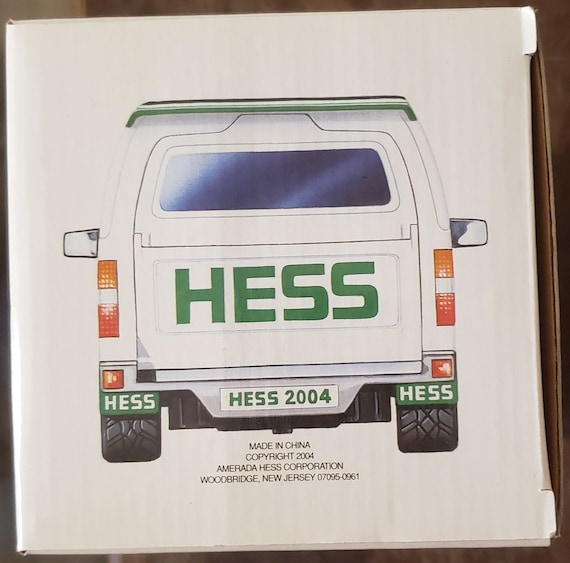 HESS
HESS 2004
HESS
HESS
MADE IN CHINA
COPYRIGHT 2004
AMERADA HESS CORPORATION
WOODBRIDGE, NEW JERSEY 07095-0961